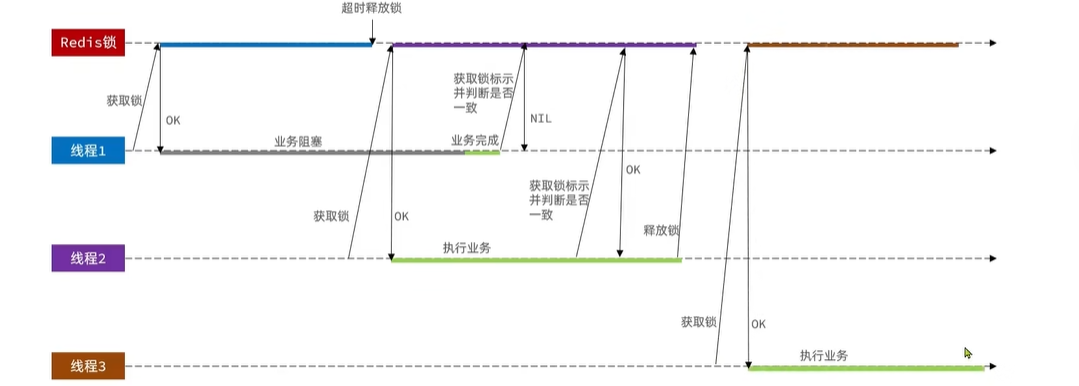 超时释放锁
Redis锁
获取锁
OK
获取锁标示
并判断是否
一致
NIL
线程1
业务阻塞
业务完成
获取锁标示
并判断是否
一致
OK
获取锁
OK
释放锁
线程2
执行业务
获取锁
OK
线程3
执行业务